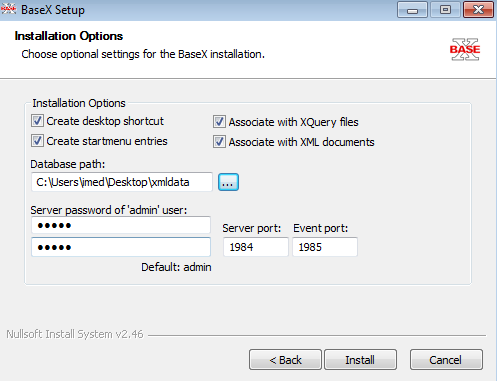 BaseX Setup
Installation Options
Choose optional settings for the BaseX installation.
BASE
X
Installation Options
Create desktop shortcut
Associate with XQuery files
Create startmenu entries
Associate with XML documents
Database path:
C:\Users\imed\Desktop\xmldata
...
Server password of 'admin' user:
●●●●●
Server port:
Event port:
●●●●●
1984
1985
Default: admin
Nullsoft Install System v2.46
< Back
Install
Cancel